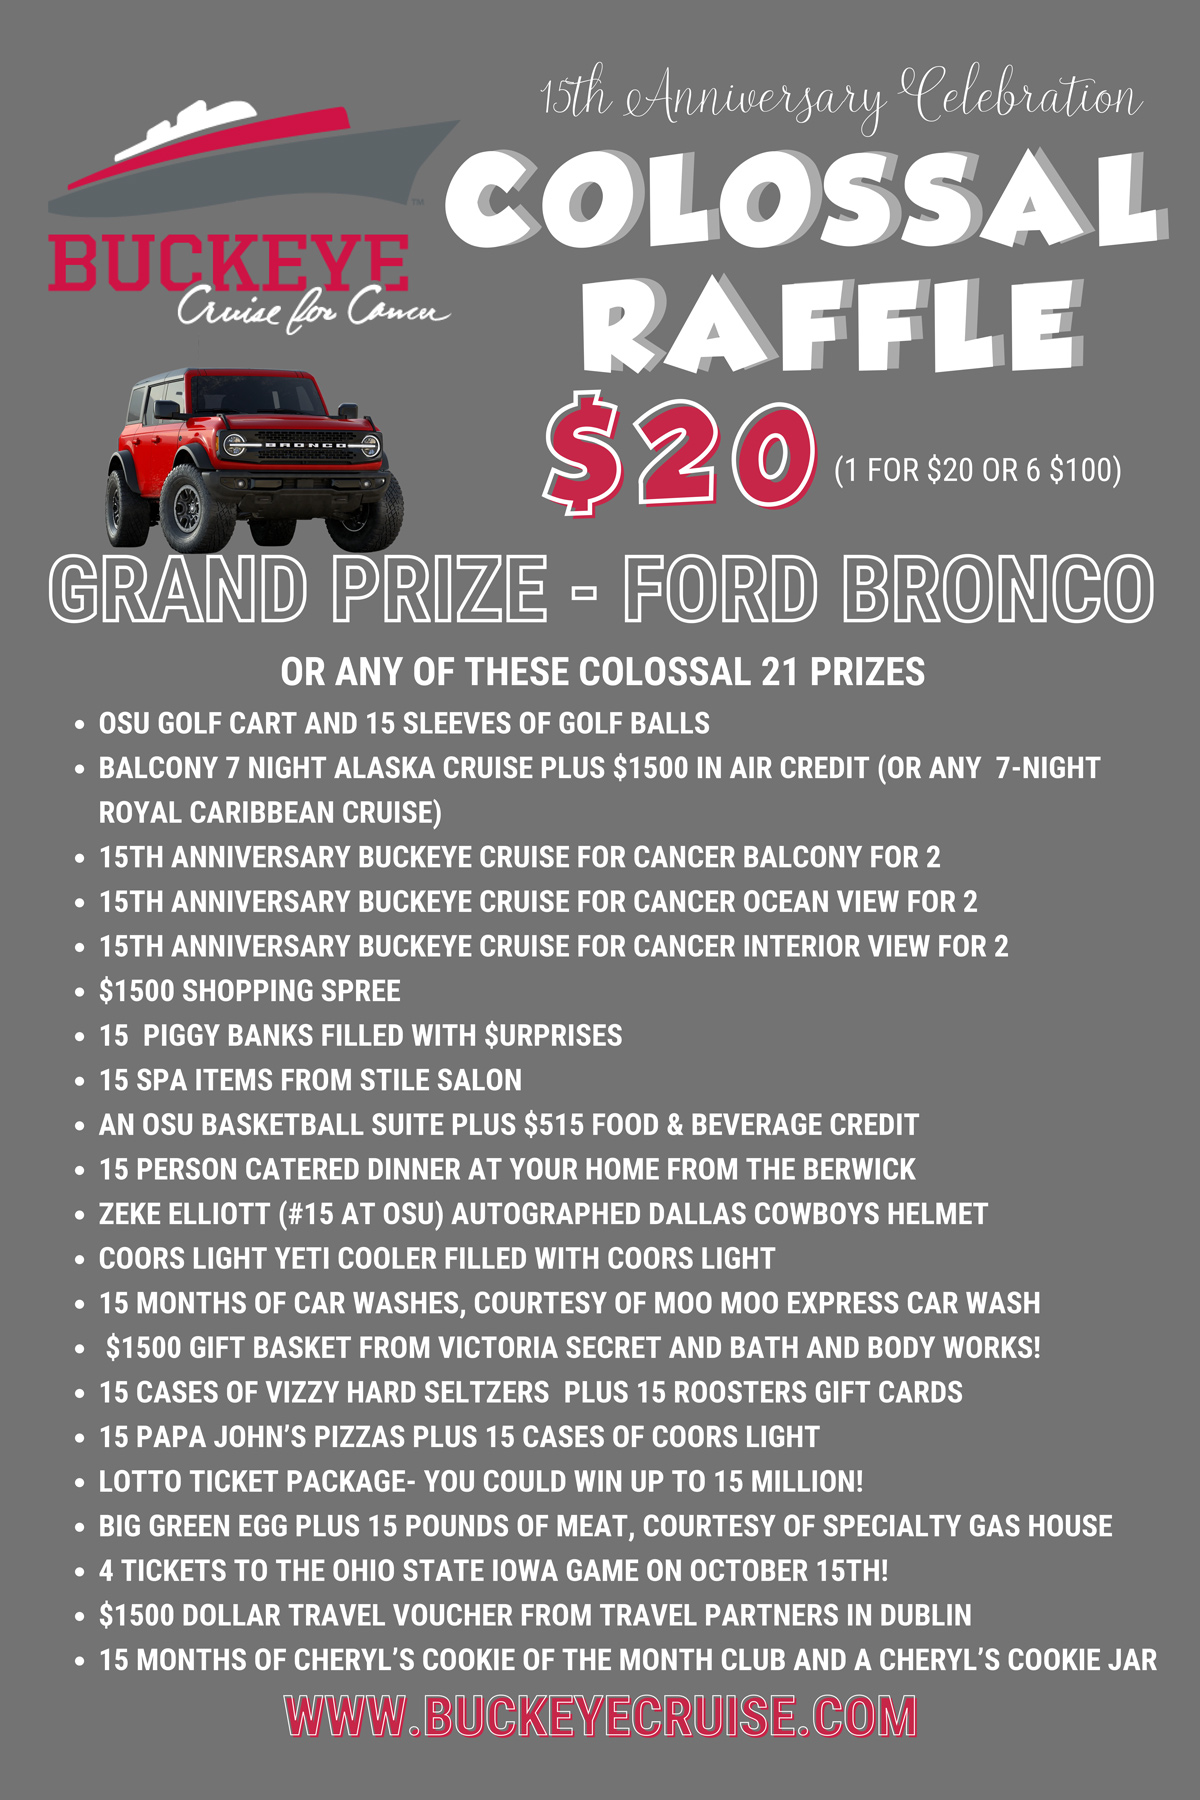 15th Anniversary Celebration
COLOSSAL
RAFFLE
™
BUCKEYE
Cruise for Cancer
$20 (1 FOR $20 OR 6 $100)
BRONCO
GRAND PRIZE - FORD BRONCO
OR ANY OF THESE COLOSSAL 21 PRIZES
• OSU GOLF CART AND 15 SLEEVES OF GOLF BALLS
• BALCONY 7 NIGHT ALASKA CRUISE PLUS $1500 IN AIR CREDIT (OR ANY 7-NIGHT
ROYAL CARIBBEAN CRUISE)
• 15TH ANNIVERSARY BUCKEYE CRUISE FOR CANCER BALCONY FOR 2
• 15TH ANNIVERSARY BUCKEYE CRUISE FOR CANCER OCEAN VIEW FOR 2
• 15TH ANNIVERSARY BUCKEYE CRUISE FOR CANCER INTERIOR VIEW FOR 2
• $1500 SHOPPING SPREE
• 15 PIGGY BANKS FILLED WITH $URPRISES
• 15 SPA ITEMS FROM STILE SALON
• AN OSU BASKETBALL SUITE PLUS $515 FOOD & BEVERAGE CREDIT
• 15 PERSON CATERED DINNER AT YOUR HOME FROM THE BERWICK
• ZEKE ELLIOTT (#15 AT OSU) AUTOGRAPHED DALLAS COWBOYS HELMET
• COORS LIGHT YETI COOLER FILLED WITH COORS LIGHT
• 15 MONTHS OF CAR WASHES, COURTESY OF MOO MOO EXPRESS CAR WASH
• $1500 GIFT BASKET FROM VICTORIA SECRET AND BATH AND BODY WORKS!
• 15 CASES OF VIZZY HARD SELTZERS PLUS 15 ROOSTERS GIFT CARDS
• 15 PAPA JOHN'S PIZZAS PLUS 15 CASES OF COORS LIGHT
• LOTTO TICKET PACKAGE- YOU COULD WIN UP TO 15 MILLION!
• BIG GREEN EGG PLUS 15 POUNDS OF MEAT, COURTESY OF SPECIALTY GAS HOUSE
• 4 TICKETS TO THE OHIO STATE IOWA GAME ON OCTOBER 15TH!
• $1500 DOLLAR TRAVEL VOUCHER FROM TRAVEL PARTNERS IN DUBLIN
• 15 MONTHS OF CHERYL'S COOKIE OF THE MONTH CLUB AND A CHERYL'S COOKIE JAR
WWW.BUCKEYECRUISE.COM